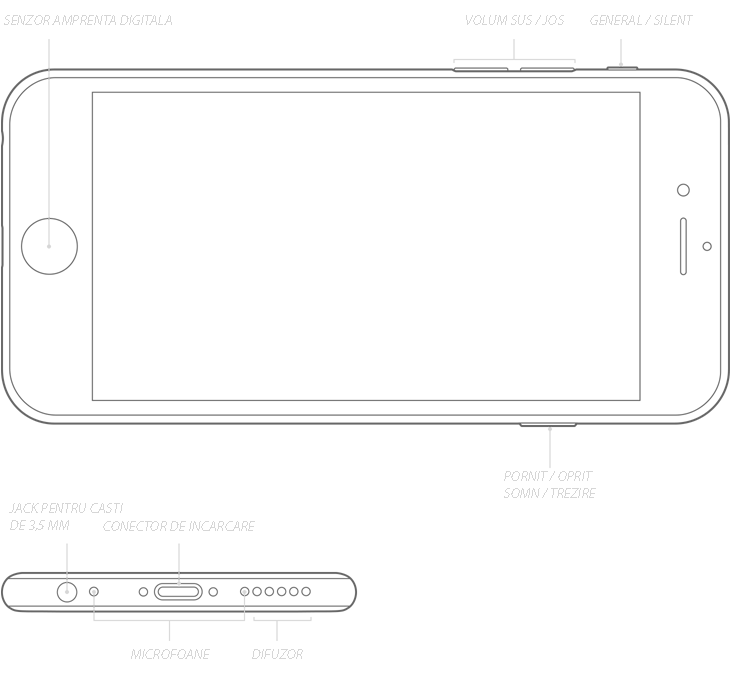 SENZOR AMPRENTA DIGITALA
VOLUM SUS / JOS
GENERAL / SILENT
PORNIT / OPRIT
SOMN / TREZIRE
JACK PENTRU CASTI
DE 3,5 MM
CONECTOR DE INCARCARE
MICROFOANE
DIFUZOR